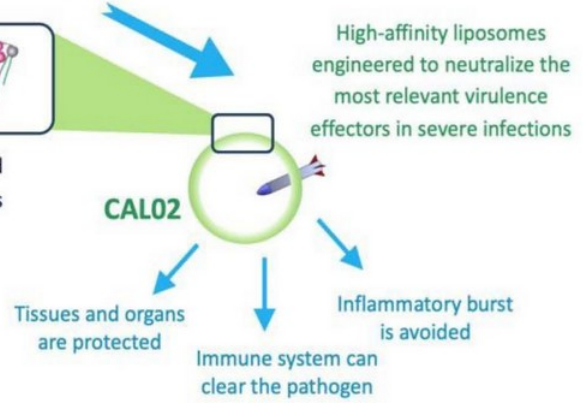 High-affinity liposomes
engineered to neutralize the
most relevant virulence
effectors in severe infections
CAL02
Tissues and organs
are protected
Immune system can
clear the pathogen
Inflammatory burst
is avoided